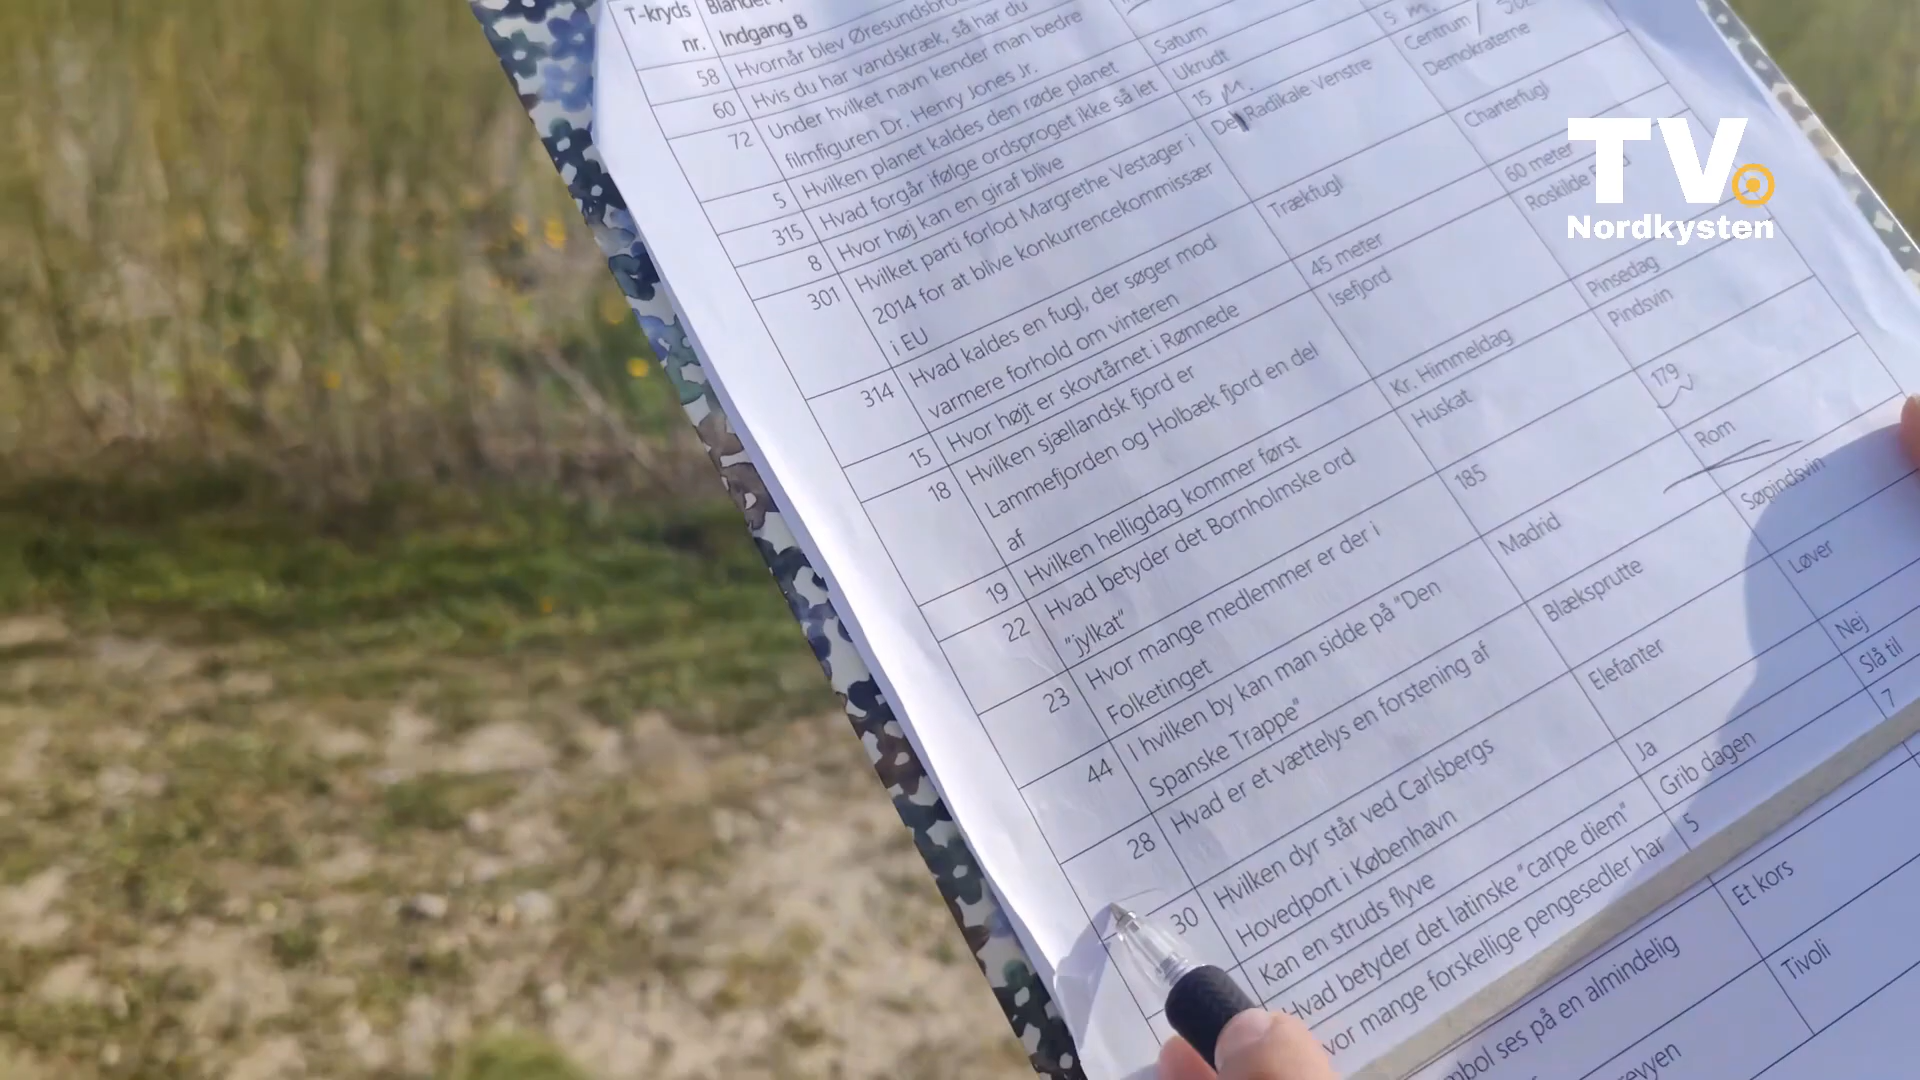 T-kryds
nr.
Indgang B
58 Hvornår blev
60 Hvis du har vandskræk, så har du
72 Under hvilket navn kender man bedre
filmfiguren Dr. Henry Jones Jr.
5 Hvilken planet kaldes den røde planet Saturn
315 Hvad forgår ifølge ordsproget ikke så let Ukrudt
8 Hvor høj kan en giraf blive 15 m. 5 m.
301 Hvilket parti forlod Margrethe Vestager i Radikale Venstre Centrum /
2014 for at blive konkurrencekommissær Demokraterne
i EU
314 Hvad kaldes en fugl, der søger mod Trækfugl Charterfugl
varmere forhold om vinteren
15 Hvor højt er skovtårnet i Rønnede 45 meter 60 meter
18 Hvilken sjællandsk fjord er Isefjord Roskilde
Lammefjorden og Holbæk fjord en del
af
19 Hvilken helligdag kommer først Kr. Himmeldag Pinsedag
22 Hvad betyder det Bornholmske ord Huskat Pindsvin
"jylkat"
23 Hvor mange medlemmer er der i 185 179
Folketinget
44 I hvilken by kan man sidde på "Den Madrid Rom
Spanske Trappe"
28 Hvad er et vættelys en forstening af Blæksprutte Søpindsvin
30 Hvilken dyr står ved Carlsbergs Elefanter Løver
Hovedport i København
Kan en struds flyve Ja Nej
Hvad betyder det latinske "carpe diem" Grib dagen Slå til
vor mange forskellige pengesedler har 5 7
ses på en almindelig Et kors
Tivoli
TV
Nordkysten